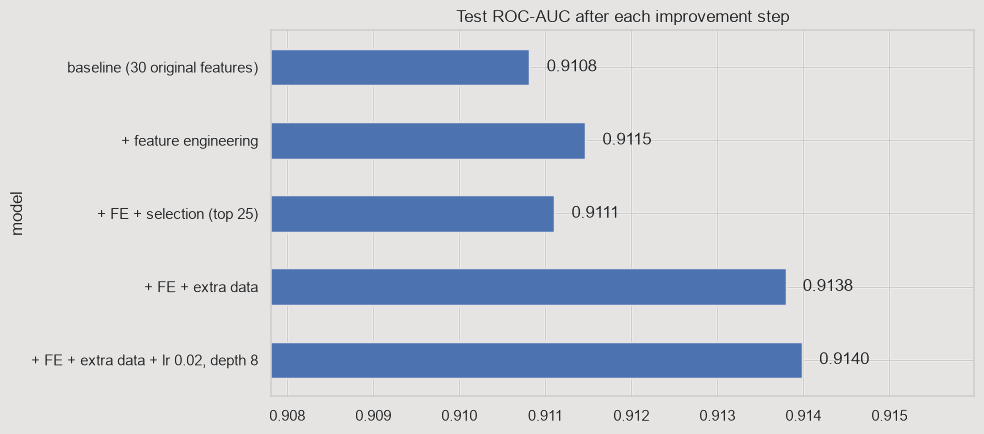 Test ROC-AUC after each improvement step
baseline (30 original features)
0.9108
+ feature engineering
0.9115
model
+ FE + selection (top 25)
0.9111
+ FE + extra data
0.9138
+ FE + extra data + lr 0.02, depth 8
0.9140
0.908 0.909 0.910 0.911 0.912 0.913 0.914 0.915